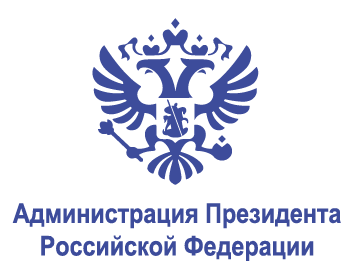 Администрация Президента
Российской Федерации